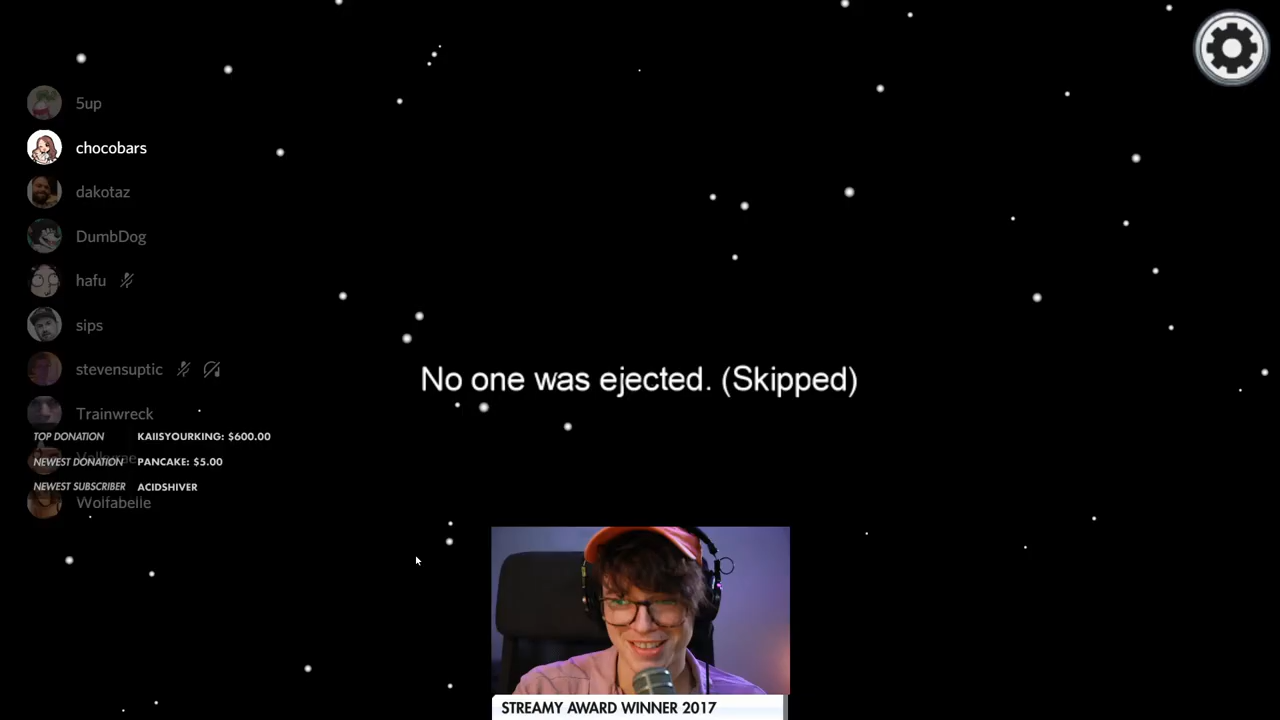 5up
chocobars
dakotaz
DumbDog
hafu
No one was ejected. (Skipped)
sips
stevensuptic
Trainwreck
TOP DONATION KAIISYOURKING: $600.00
NEWEST DONATION PANCAKE: $5.00
NEWEST SUBSCRIBER ACIDSHIVER
Wolfabelle
STREAMY AWARD WINNER 2017